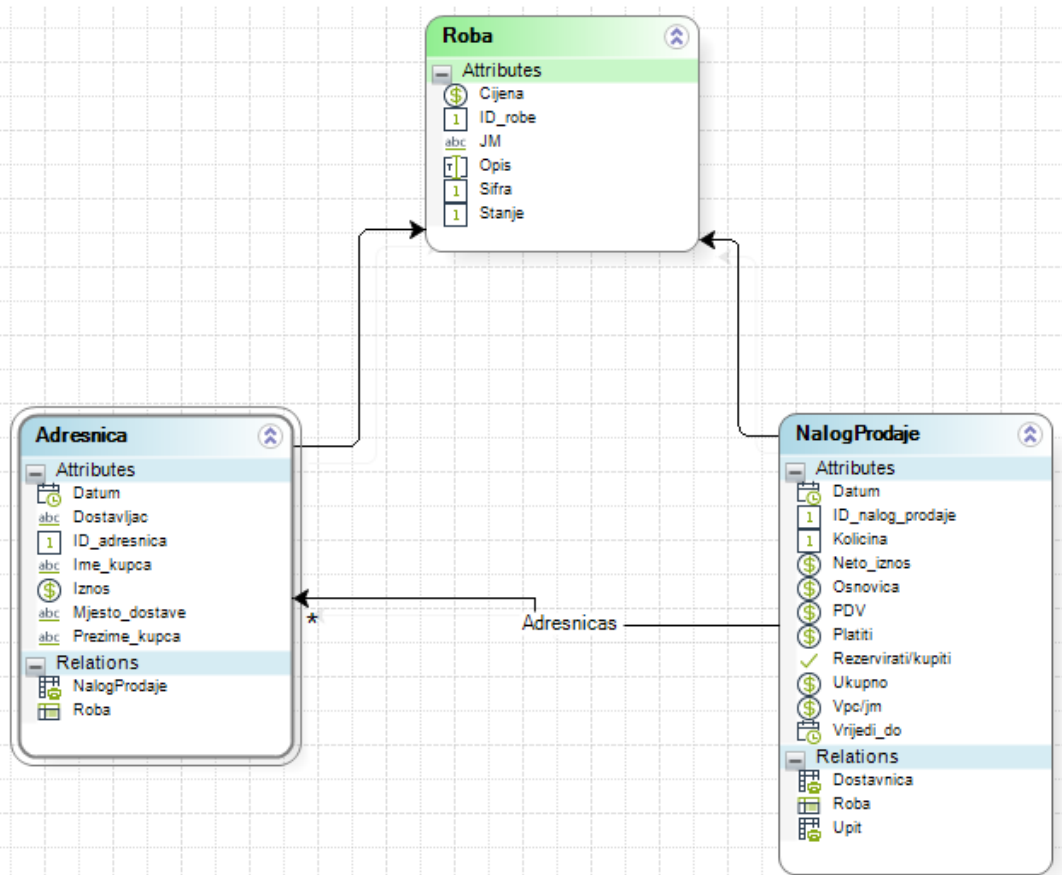 Roba
Attributes
Cijena
ID_robe
JM
Opis
Sifra
Stanje
Adresnica
Attributes
Datum
Dostavljac
ID_adresnica
Ime_kupca
Iznos
Mjesto_dostave
Prezime_kupca
Relations
NalogProdaje
Roba
*
Adresnicas
NalogProdaje
Attributes
Datum
ID_nalog_prodaje
Kolicina
Neto_iznos
Osnovica
PDV
Platiti
Rezervirati/kupiti
Ukupno
Vpc/jm
Vrijedi_do
Relations
Dostavnica
Roba
Upit